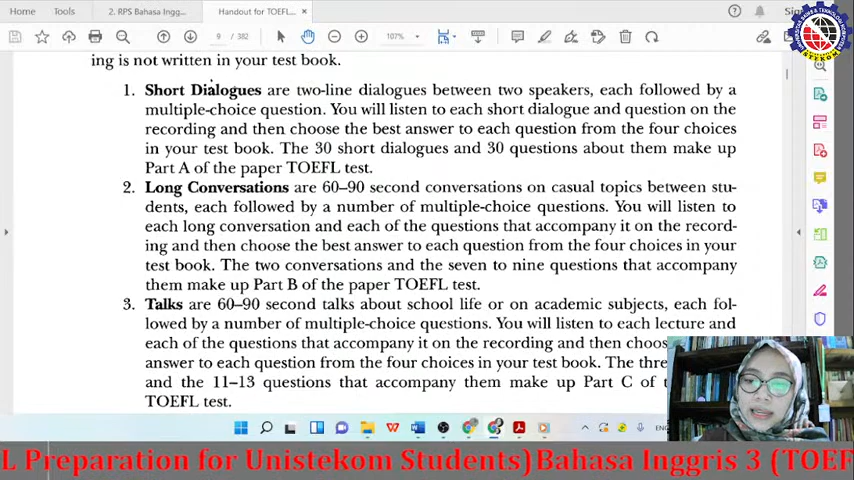 Home
Tools
2. RPS Bahasa Ingg...
Handout for TOEFL...
Sign
9 / 382
107%
STEKOM
ing is not written in your test book.
1. Short Dialogues are two-line dialogues between two speakers, each followed by a
multiple-choice question. You will listen to each short dialogue and question on the
recording and then choose the best answer to each question from the four choices
in your test book. The 30 short dialogues and 30 questions about them make up
Part A of the paper TOEFL test.
2. Long Conversations are 60–90 second conversations on casual topics between stu-
dents, each followed by a number of multiple-choice questions. You will listen to
each long conversation and each of the questions that accompany it on the record-
ing and then choose the best answer to each question from the four choices in your
test book. The two conversations and the seven to nine questions that accompany
them make up Part B of the paper TOEFL test.
3. Talks are 60–90 second talks about school life or on academic subjects, each fol-
lowed by a number of multiple-choice questions. You will listen to each lecture and
each of the questions that accompany it on the recording and then choos
answer to each question from the four choices in your test book. The thre
and the 11–13 questions that accompany them make up Part C of t
TOEFL test.
L Preparation for Unistekom Students)Bahasa Inggris 3 (TOEF